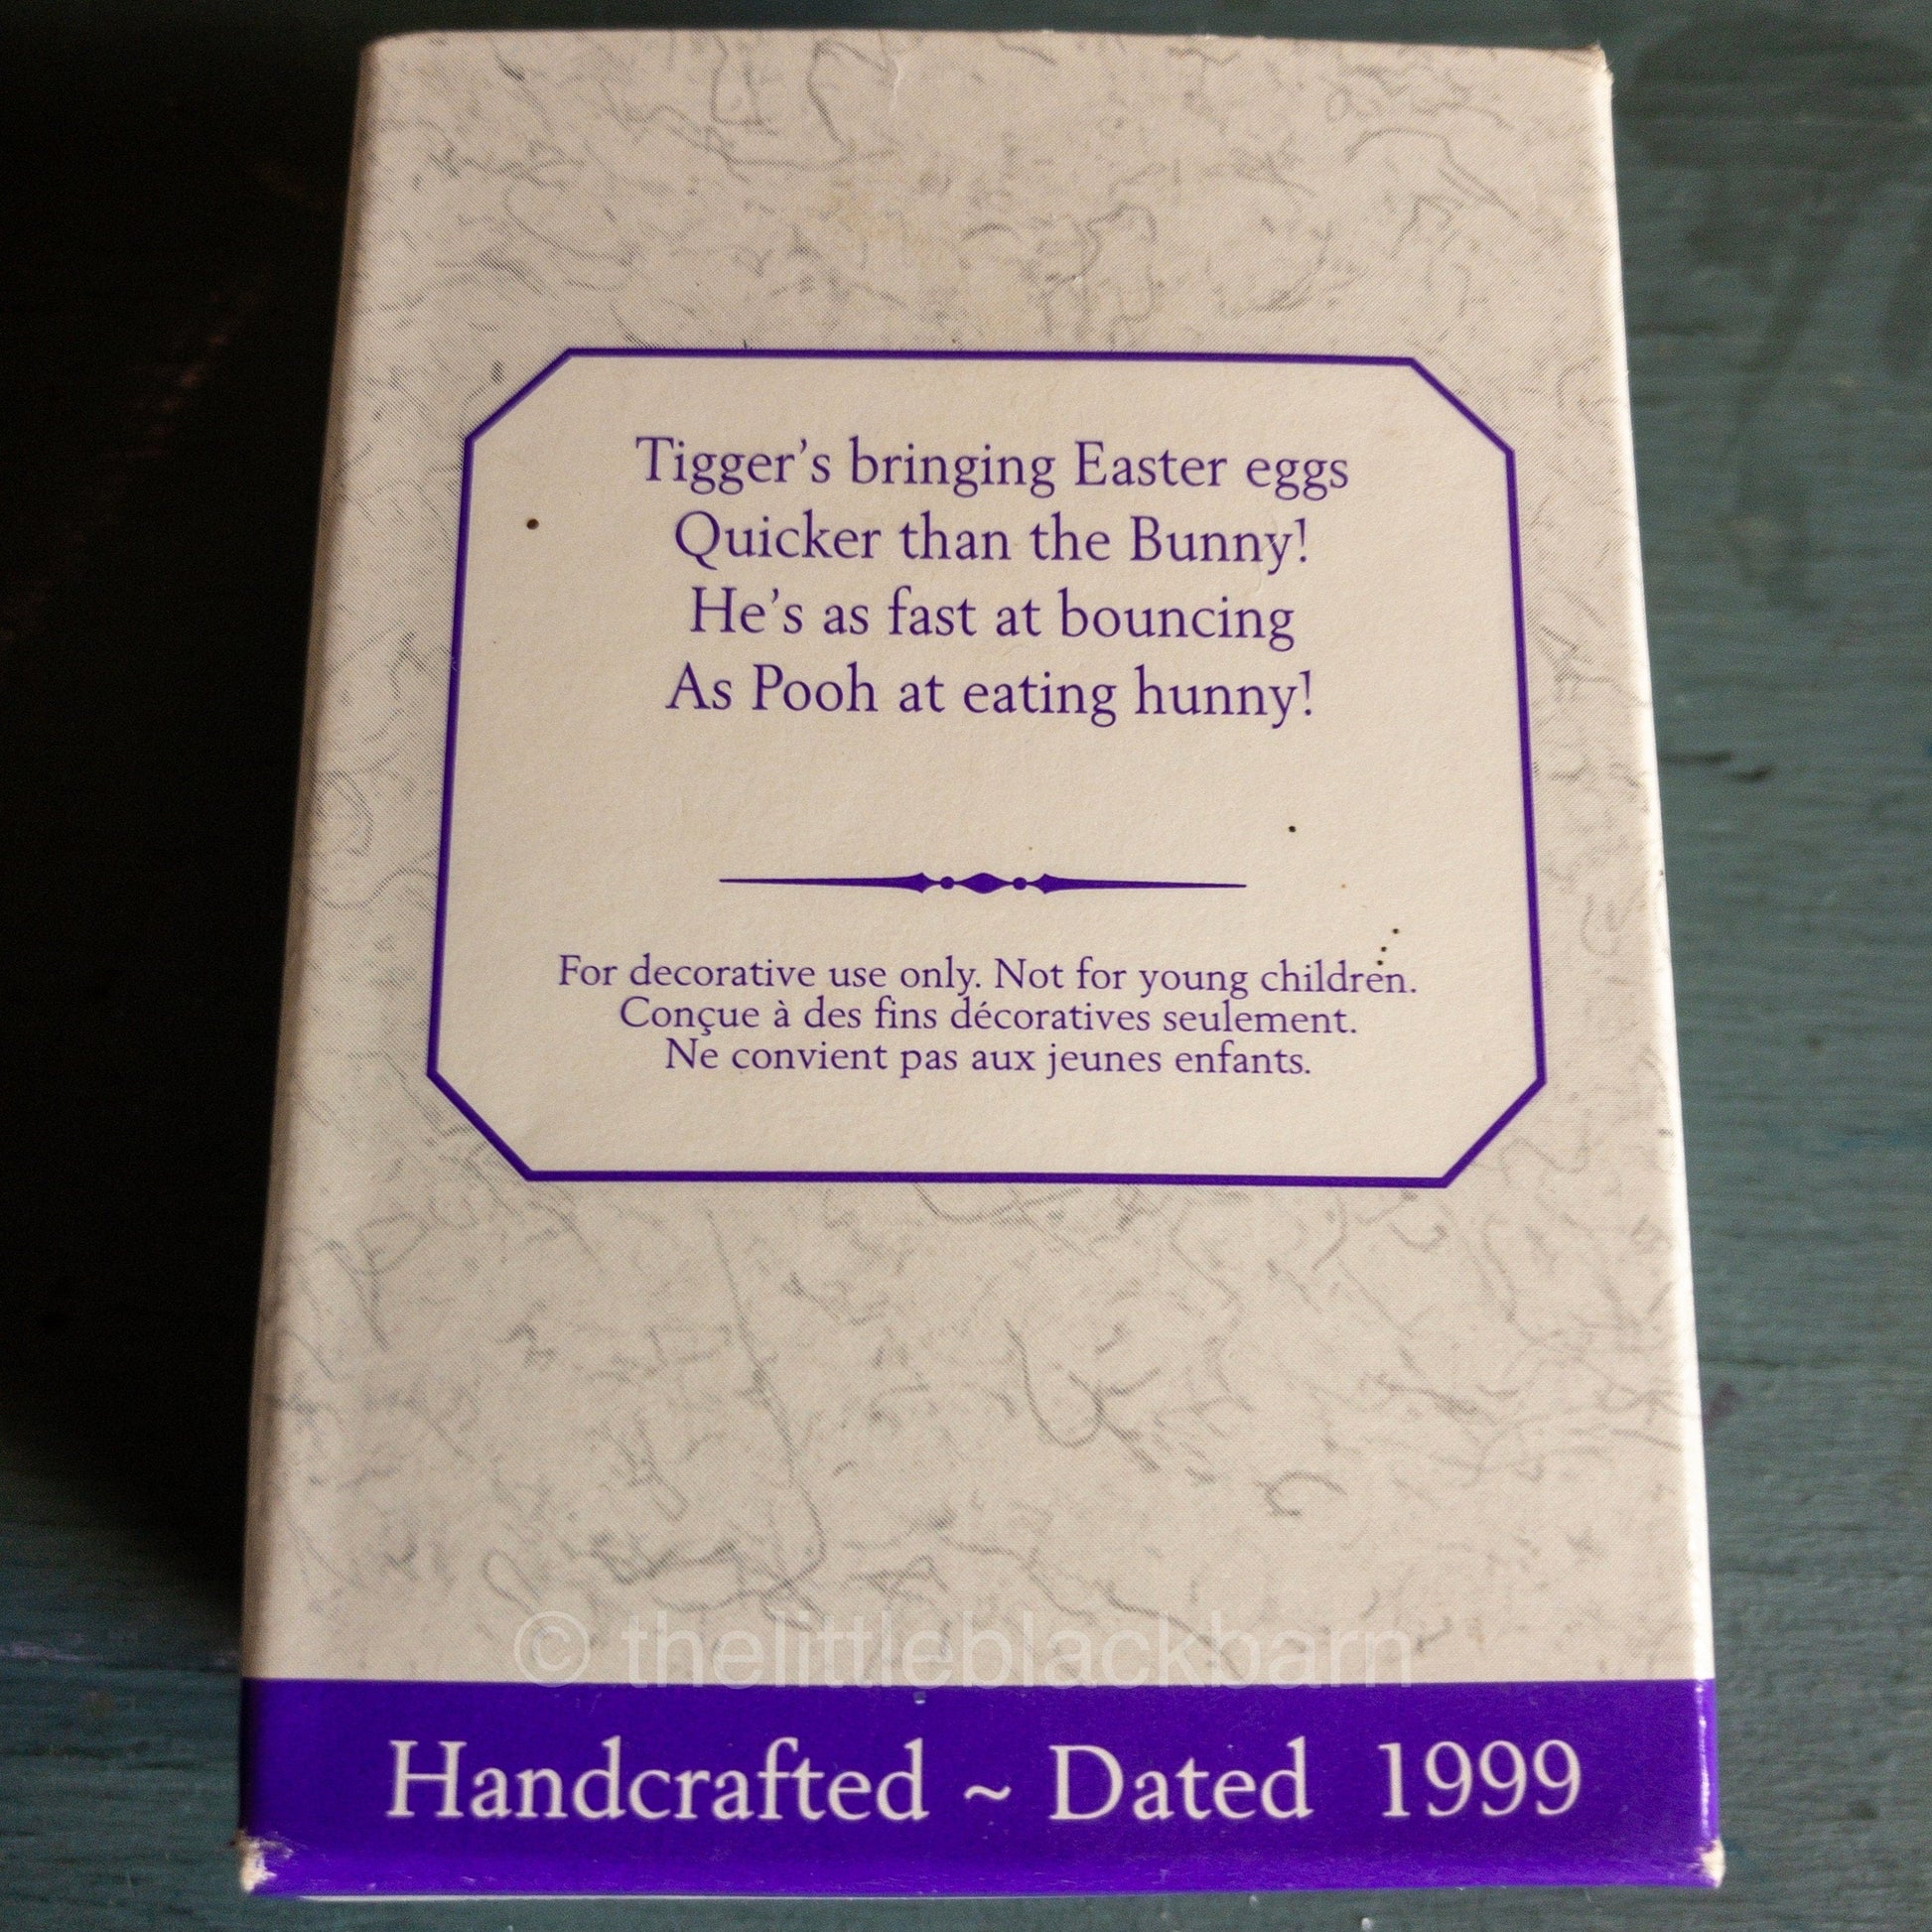 Tigger's bringing Easter eggs
Quicker than the Bunny!
He's as fast at bouncing
As Pooh at eating hunny!
For decorative use only. Not for young children.
Conçue à des fins décoratives seulement.
Ne convient pas aux jeunes enfants.
© thelittleblackbarn
Handcrafted ~ Dated 1999